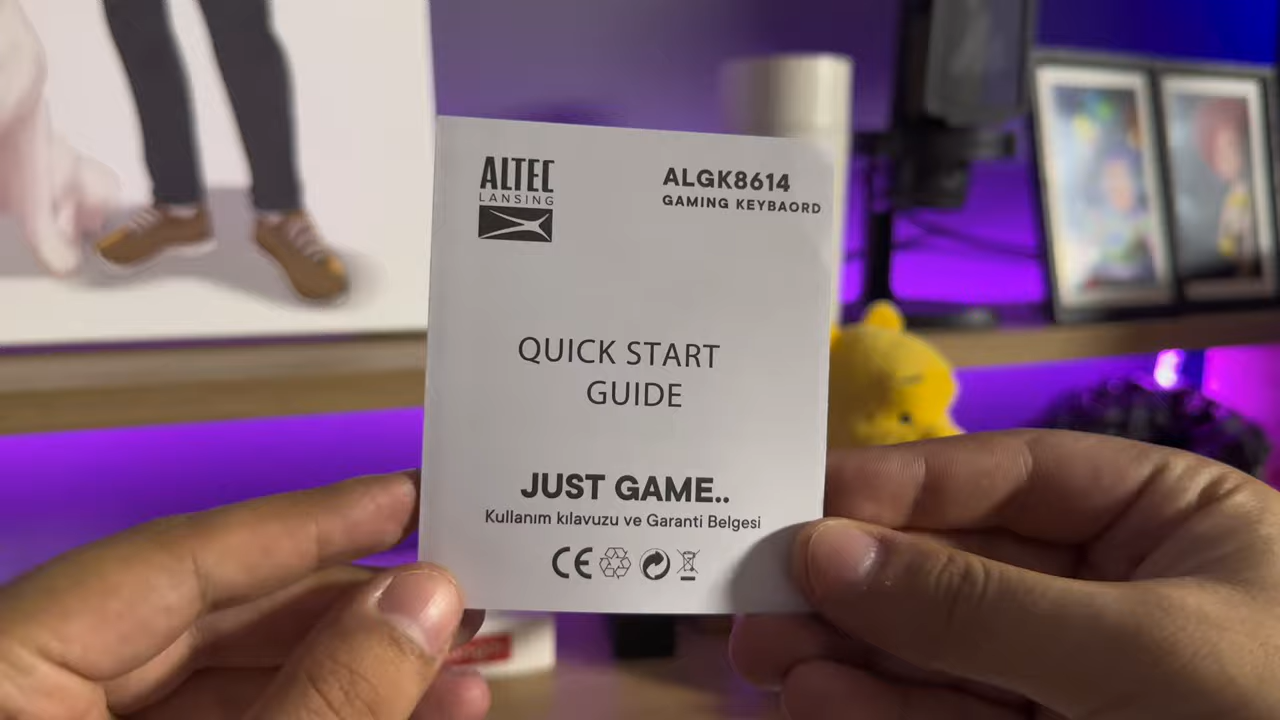 ALTEC
LANSING
ALGK8614
GAMING KEYBAORD
QUICK START
GUIDE
JUST GAME..
Kullanım kılavuzu ve Garanti Belgesi
CE